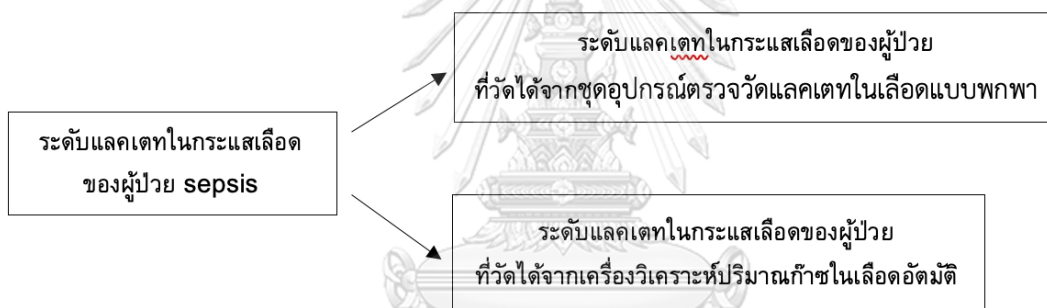 ระดับแลคเตทในกระแสเลือดของผู้ป่วย
ที่วัดได้จากชุดอุปกรณ์ตรวจวัดแลคเตทในเลือดแบบพกพา
ระดับแลคเตทในกระแสเลือด
ของผู้ป่วย sepsis
ระดับแลคเตทในกระแสเลือดของผู้ป่วย
ที่วัดได้จากเครื่องวิเคราะห์ปริมาณก๊าซในเลือดอัตมัติ